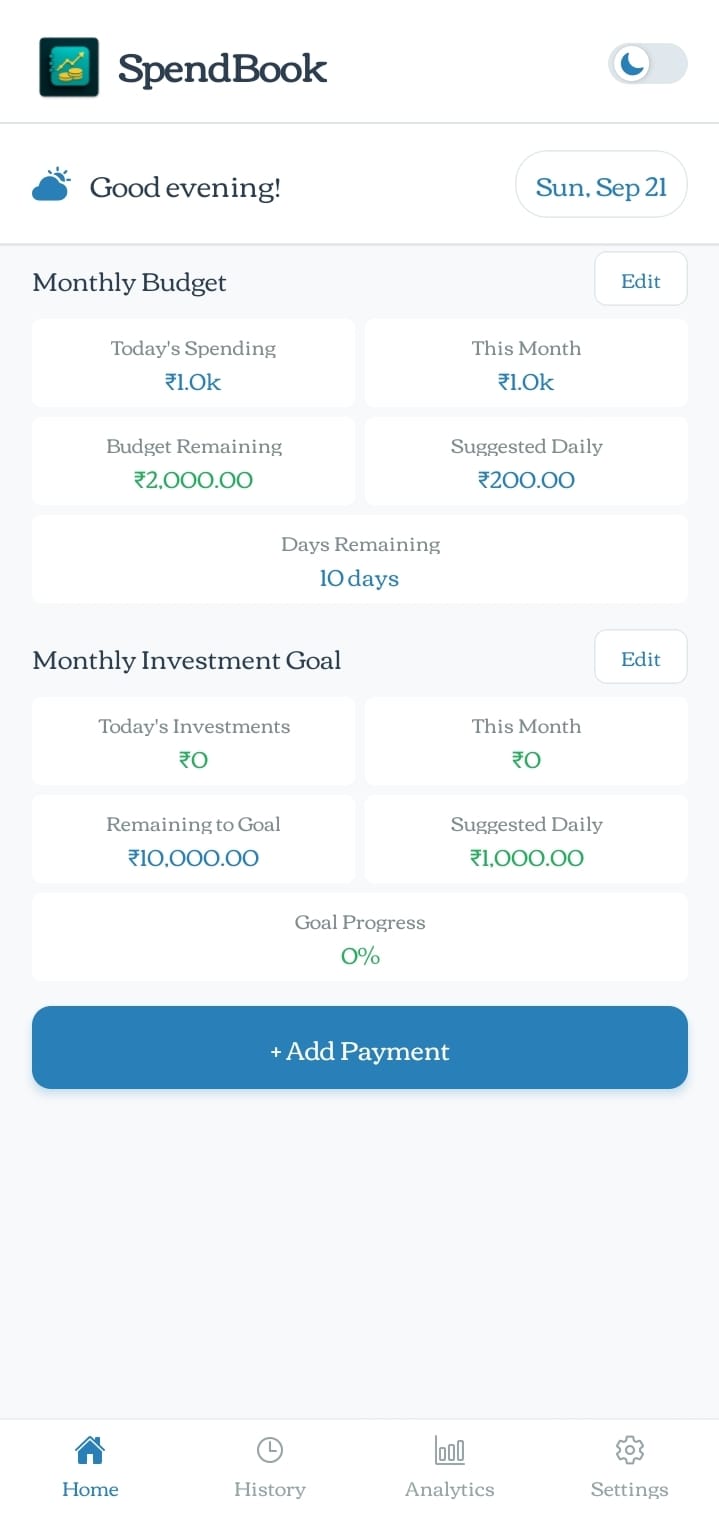 SpendBook
Good evening!
Sun, Sep 21
Monthly Budget
Edit
Today's Spending
₹1.0k
This Month
₹1.0k
Budget Remaining
₹2,000.00
Suggested Daily
₹200.00
Days Remaining
10 days
Monthly Investment Goal
Edit
Today's Investments
₹0
This Month
₹0
Remaining to Goal
₹10,000.00
Suggested Daily
₹1,000.00
Goal Progress
0%
+ Add Payment
Home
History
Analytics
Settings